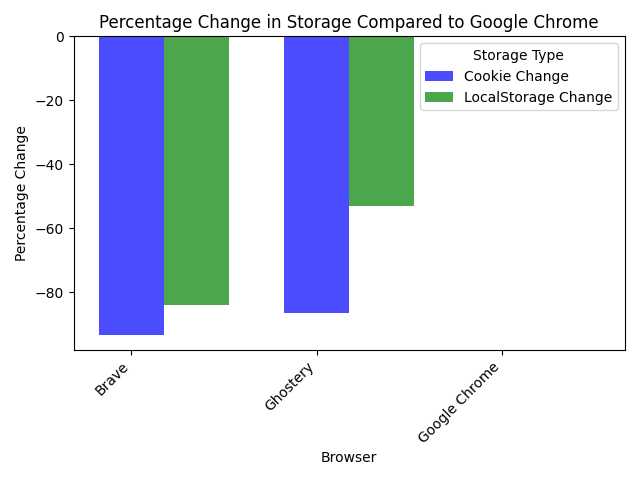 Percentage Change in Storage Compared to Google Chrome
Storage Type
Cookie Change
LocalStorage Change
0
−20
−40
−60
−80
Percentage Change
Brave
Ghostery
Google Chrome
Browser